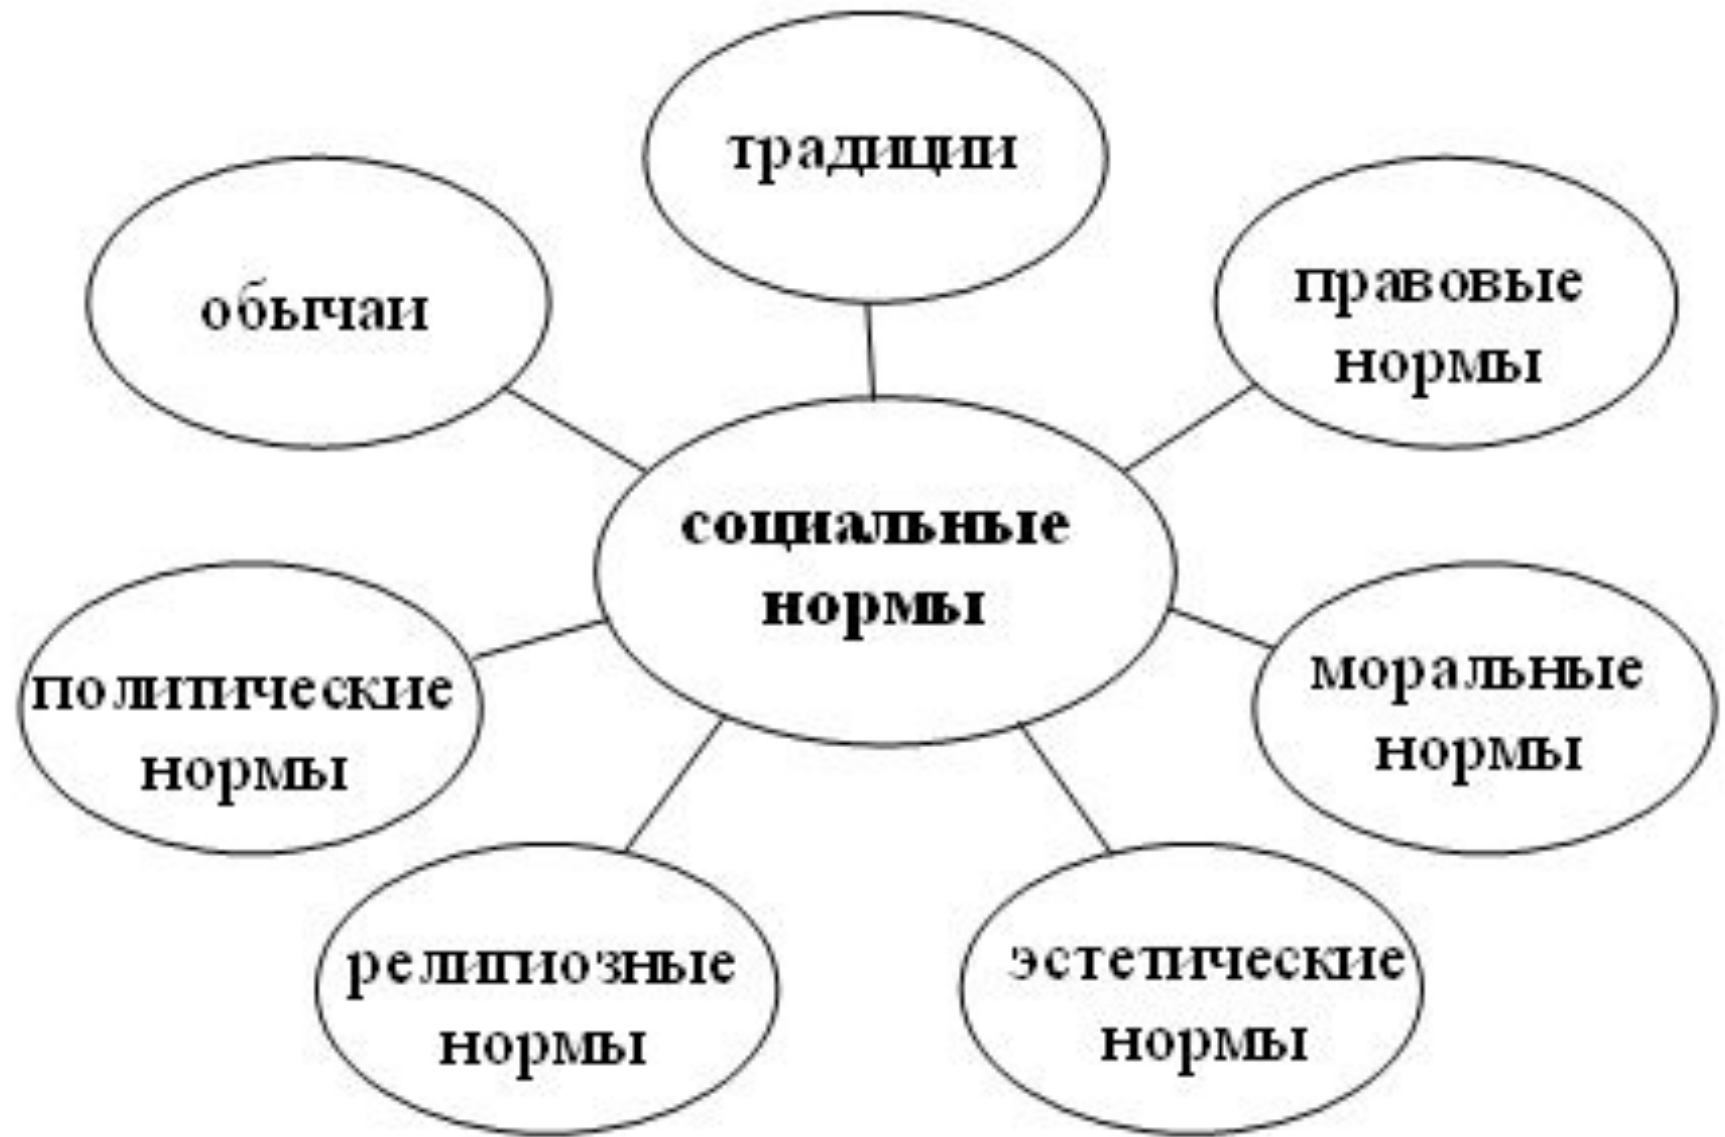 традиции
обычаи
правовые
нормы
социальные
нормы
политические
нормы
моральные
нормы
религиозные
нормы
эстетические
нормы